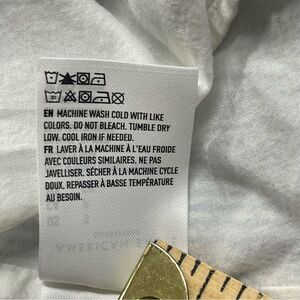 EN MACHINE WASH COLD WITH LIKE
COLORS. DO NOT BLEACH. TUMBLE DRY
LOW. COOL IRON IF NEEDED.
FR LAVER À LA MACHINE À L'EAU FROIDE
AVEC COULEURS SIMILAIRES. NE PAS
JAVELLISER. SÉCHER À LA MACHINE CYCLE
DOUX. REPASSER À BASSE TEMPÉRATURE
AU BESOIN.
AMERICAN